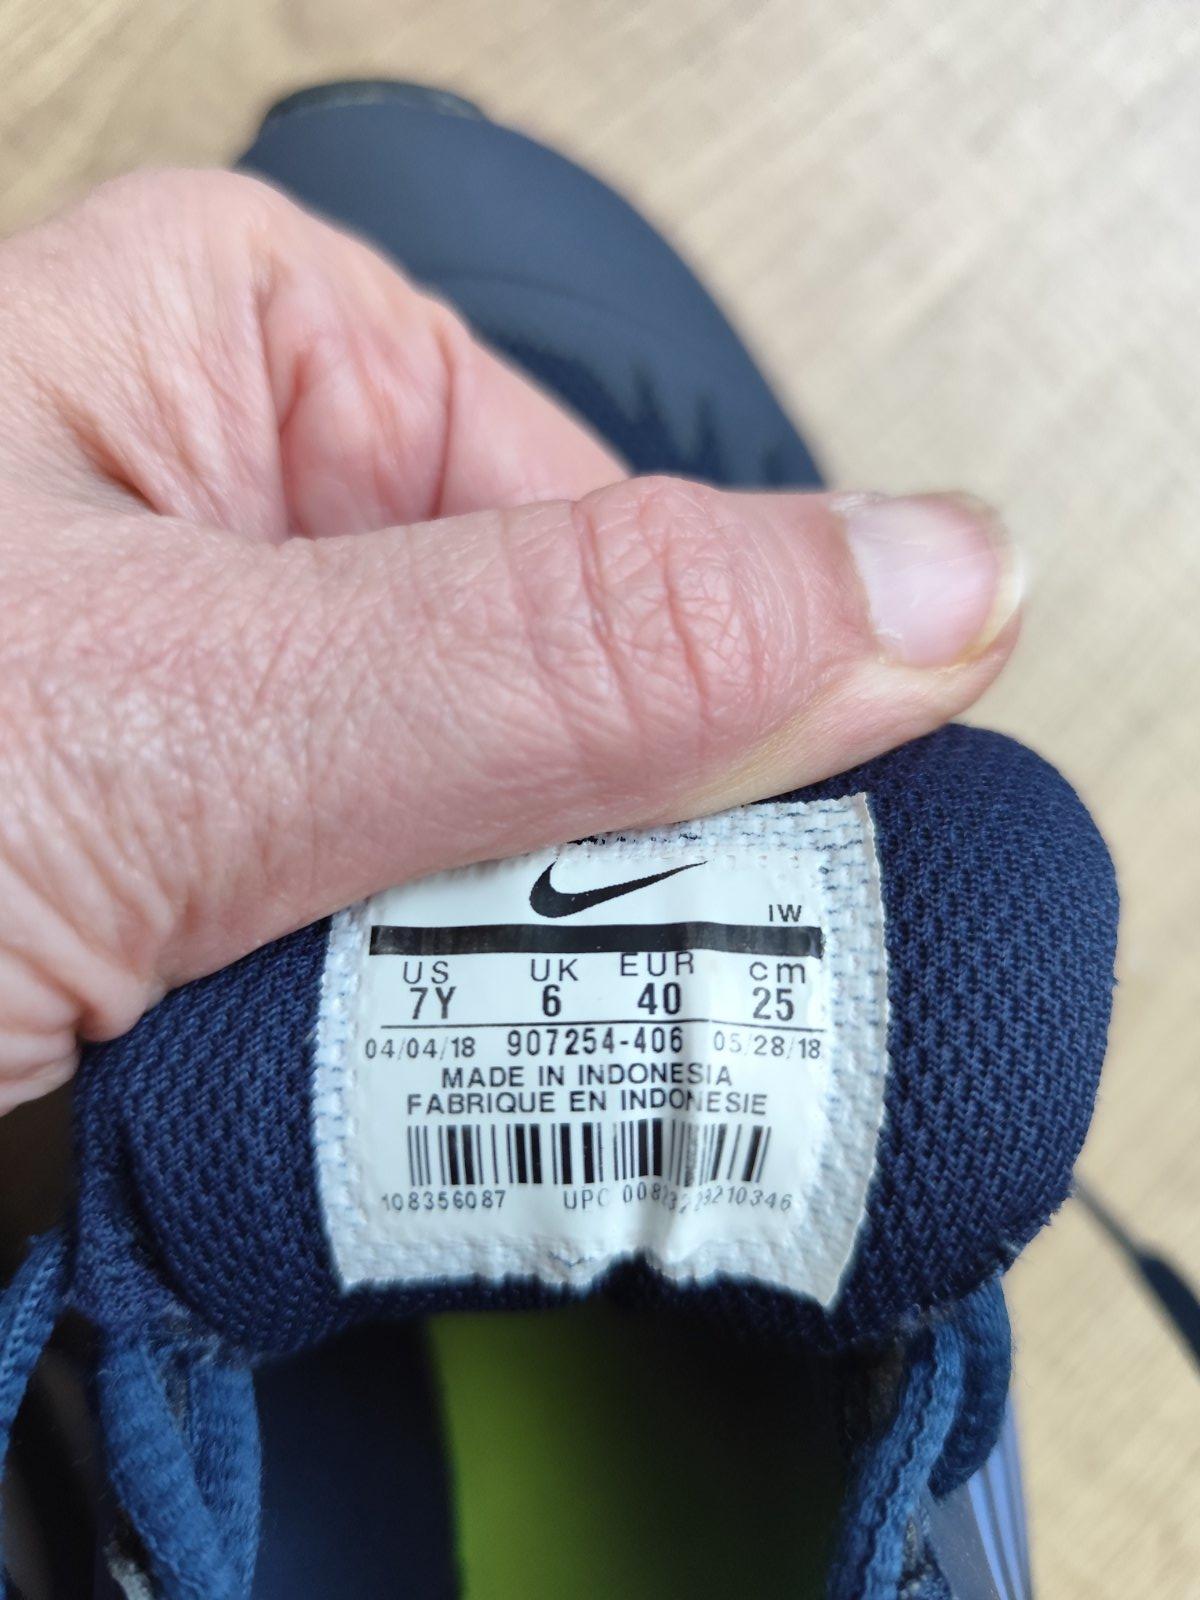 IW
US UK EUR cm
7Y 6 40 25
04/04/18 907254-406 05/28/18
MADE IN INDONESIA
FABRIQUE EN INDONESIE
108356087 UPC